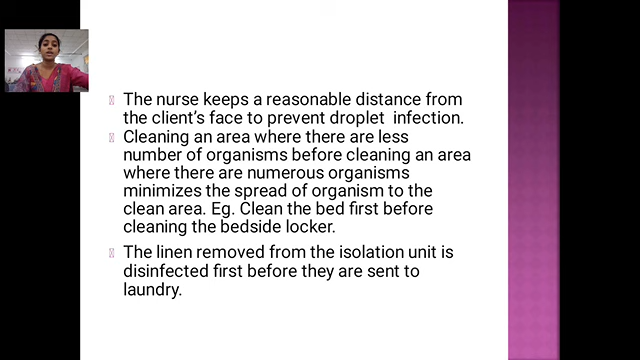 The nurse keeps a reasonable distance from
the client's face to prevent droplet infection.
Cleaning an area where there are less
number of organisms before cleaning an area
where there are numerous organisms
minimizes the spread of organism to the
clean area. Eg. Clean the bed first before
cleaning the bedside locker.
The linen removed from the isolation unit is
disinfected first before they are sent to
laundry.